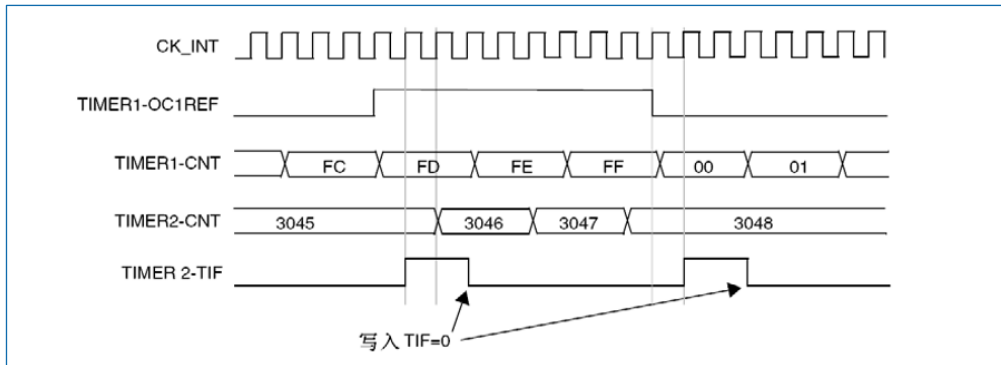 CK_INT
TIMER1-OC1REF
TIMER1-CNT FC FD FE FF 00 01
TIMER2-CNT 3045 3046 3047 3048
TIMER 2-TIF
写入 TIF=0